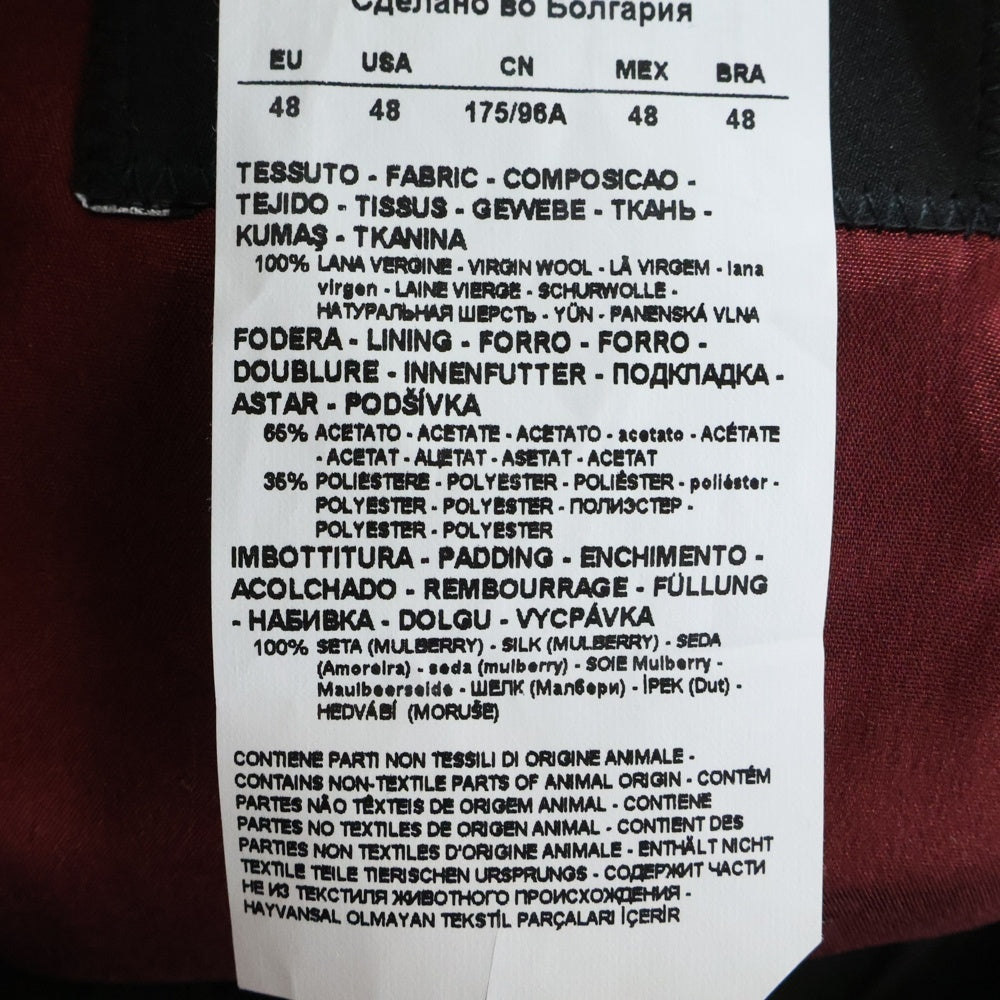 Сделано во Болгария
EU USA CN MEX BRA
48 48 175/96A 48 48
TESSUTO - FABRIC - COMPOSICAO -
TEJIDO - TISSUS - GEWEBE - ТКАНЬ -
KUMAŞ - TKANINA
100% LANA VERGINE - VIRGIN WOOL - LÃ VIRGEM - lana
virgen - LAINE VIERGE - SCHURWOLLE -
НАТУРАЛЬНАЯ ШЕРСТЬ - YÜN - PANENSKÁ VLNA
FODERA - LINING - FORRO - FORRO -
DOUBLURE - INNENFUTTER - ПОДКЛАДКА -
ASTAR - PODŠÍVKA
65% ACETATO - ACETATE - ACETATO - acetato - ACÉTATE
- ACETAT - АЦЕТАТ - ASETAT - ACETAT
35% POLIESTERE - POLYESTER - POLIÉSTER - poliéster -
POLYESTER - POLYESTER - ПОЛИЭСТЕР -
POLYESTER - POLYESTER
IMBOTTITURA - PADDING - ENCHIMENTO -
ACOLCHADO - REMBOURRAGE - FÜLLUNG
- НАБИВКА - DOLGU - VYCPÁVKA
100% SETA (MULBERRY) - SILK (MULBERRY) - SEDA
(Amoreira) - seda (mulberry) - SOIE Mulberry -
Maulbeerseide - ШЕЛК (Малбери) - İPEK (Dut) -
HEDVÁBÍ (MORUŠE)
CONTIENE PARTI NON TESSILI DI ORIGINE ANIMALE -
CONTAINS NON-TEXTILE PARTS OF ANIMAL ORIGIN - CONTÉM
PARTES NÃO TÊXTEIS DE ORIGEM ANIMAL - CONTIENE
PARTES NO TEXTILES DE ORIGEN ANIMAL - CONTIENT DES
PARTIES NON TEXTILES D'ORIGINE ANIMALE - ENTHÄLT NICHT
TEXTILE TEILE TIERISCHEN URSPRUNGS - СОДЕРЖИТ ЧАСТИ
НЕ ИЗ ТЕКСТИЛЯ ЖИВОТНОГО ПРОИСХОЖДЕНИЯ -
HAYVANSAL OLMAYAN TEKSTİL PARÇALARI İÇERİR